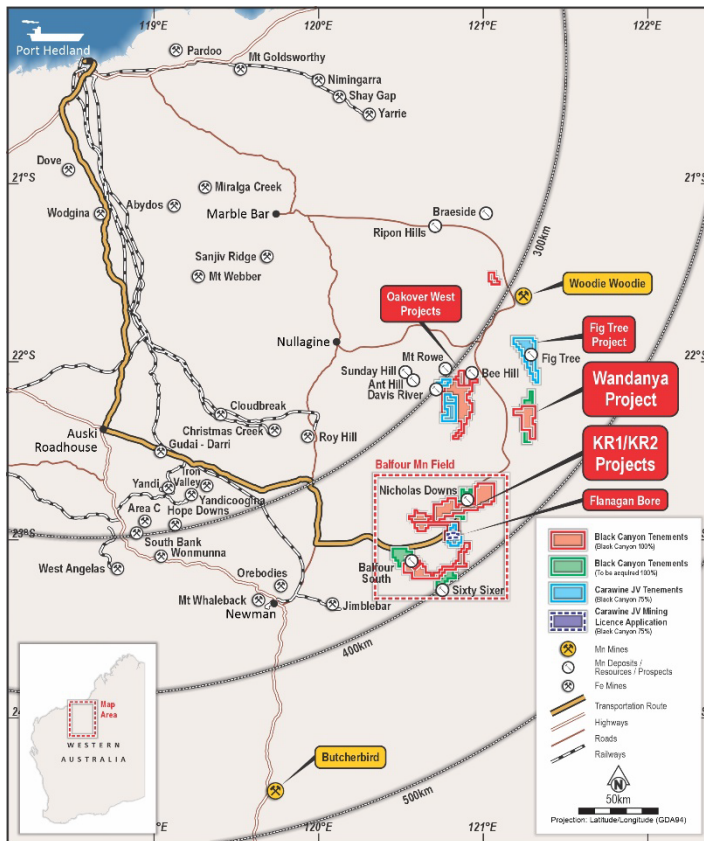 119°E
120°E
121°E
Port Hedland
Pardoo
Mt Goldsworthy
Nimingarra
Shay Gap
Yarrie
Dove
21°S
21°S
Wodgina
Abydos
Miralga Creek
Marble Bar
Braeside
Ripon Hills
300km
Sanjiv Ridge
Mt Webber
Woodie Woodie
Oakover West
Projects
Nullagine
Fig Tree
Project
22°S
22°S
Mt Rowe
Fig Tree
Sunday Hill
Bee Hill
Ant Hill
Davis River
Wandanya
Project
Cloudbreak
Christmas Creek
Roy Hill
Auski
Roadhouse
Gudai - Darri
KR1/KR2
Projects
Balfour Mn Field
Iron
Valley
Yandi
Yandicoogina
Nicholas Downs
Flanagan Bore
Area C
Hope Downs
23°S
South Bank
West Angelas
Wonmunna
Balfour
South
Orebodies
Sixty Sixer
Mt Whaleback
Jimblebar
Newman
400km
24°
Butcherbird
500km
119°E
120°E
121°E
Map
Area
WESTERN
AUSTRALIA
Black Canyon Tenements
(Black Canyon 100%)
Black Canyon Tenements
(To be acquired 100%)
Carawine JV Tenements
(Black Canyon 75%)
Carawine JV Mining
Licence Application
(Black Canyon 75%)
Mn Mines
Mn Deposits /
Resources / Prospects
Fe Mines
Transportation Route
Highways
Roads
Railways
N
50km
Projection: Latitude/Longitude (GDA94)